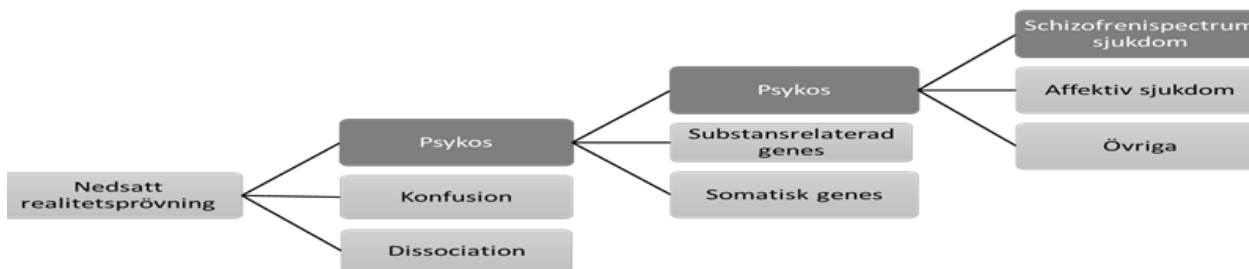 Nedsatt
realitetsprövning
Psykos
Konfusion
Dissociation
Psykos
Substansrelaterad
genes
Somatisk genes
Schizofrenispectrum
sjukdom
Affektiv sjukdom
Övriga